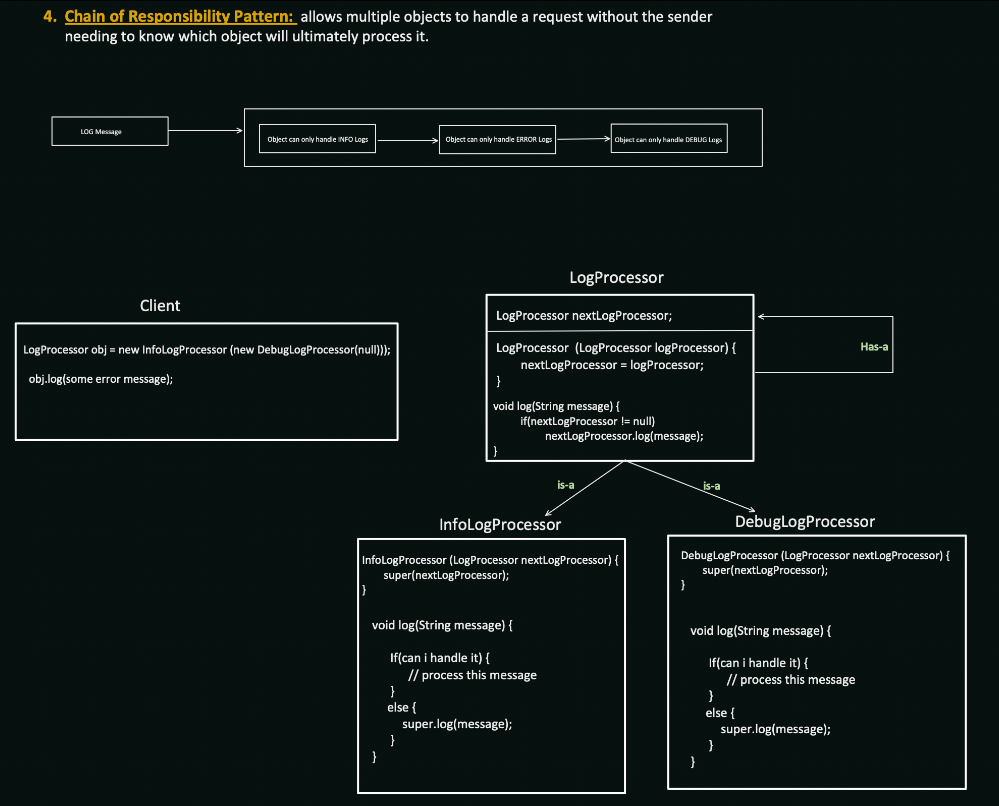 4. Chain of Responsibility Pattern: allows multiple objects to handle a request without the sender
needing to know which object will ultimately process it.
LOG Message
Object can only handle INFO Logs
Object can only handle ERROR Logs
Object can only handle DEBUG Logs
Client
LogProcessor obj = new InfoLogProcessor (new DebugLogProcessor(null)));
obj.log(some error message);
LogProcessor
LogProcessor nextLogProcessor;
LogProcessor (LogProcessor logProcessor) {
nextLogProcessor = logProcessor;
}
void log(String message) {
if(nextLogProcessor != null)
nextLogProcessor.log(message);
}
Has-a
is-a
is-a
InfoLogProcessor
InfoLogProcessor (LogProcessor nextLogProcessor) {
super(nextLogProcessor);
}
void log(String message) {
If(can i handle it) {
// process this message
}
else {
super.log(message);
}
}
DebugLogProcessor
DebugLogProcessor (LogProcessor nextLogProcessor) {
super(nextLogProcessor);
}
void log(String message) {
If(can i handle it) {
// process this message
}
else {
super.log(message);
}
}